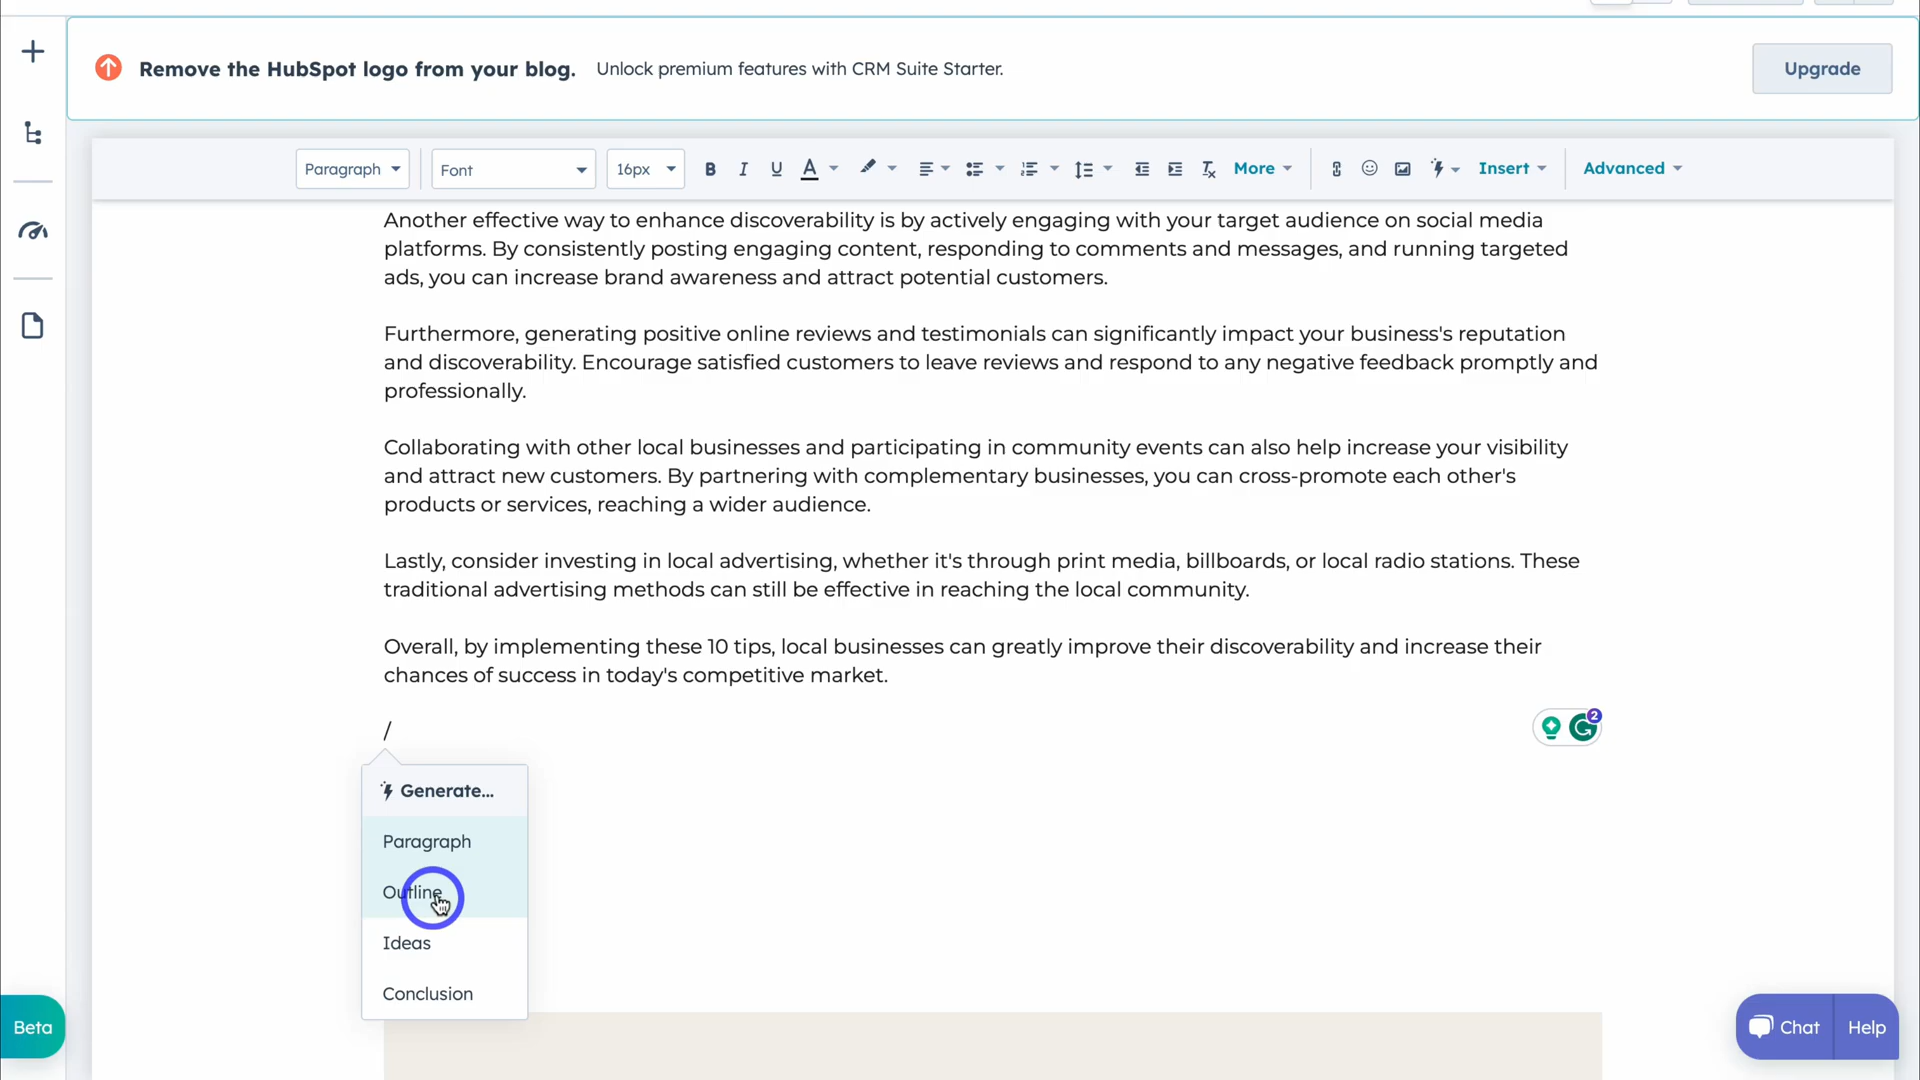 Remove the HubSpot logo from your blog. Unlock premium features with CRM Suite Starter. Upgrade
Paragraph Font 16px B I U A More Insert Advanced
Another effective way to enhance discoverability is by actively engaging with your target audience on social media
platforms. By consistently posting engaging content, responding to comments and messages, and running targeted
ads, you can increase brand awareness and attract potential customers.
Furthermore, generating positive online reviews and testimonials can significantly impact your business's reputation
and discoverability. Encourage satisfied customers to leave reviews and respond to any negative feedback promptly and
professionally.
Collaborating with other local businesses and participating in community events can also help increase your visibility
and attract new customers. By partnering with complementary businesses, you can cross-promote each other's
products or services, reaching a wider audience.
Lastly, consider investing in local advertising, whether it's through print media, billboards, or local radio stations. These
traditional advertising methods can still be effective in reaching the local community.
Overall, by implementing these 10 tips, local businesses can greatly improve their discoverability and increase their
chances of success in today's competitive market.
/
2
Generate...
Paragraph
Outline
Ideas
Conclusion
Beta
Chat Help